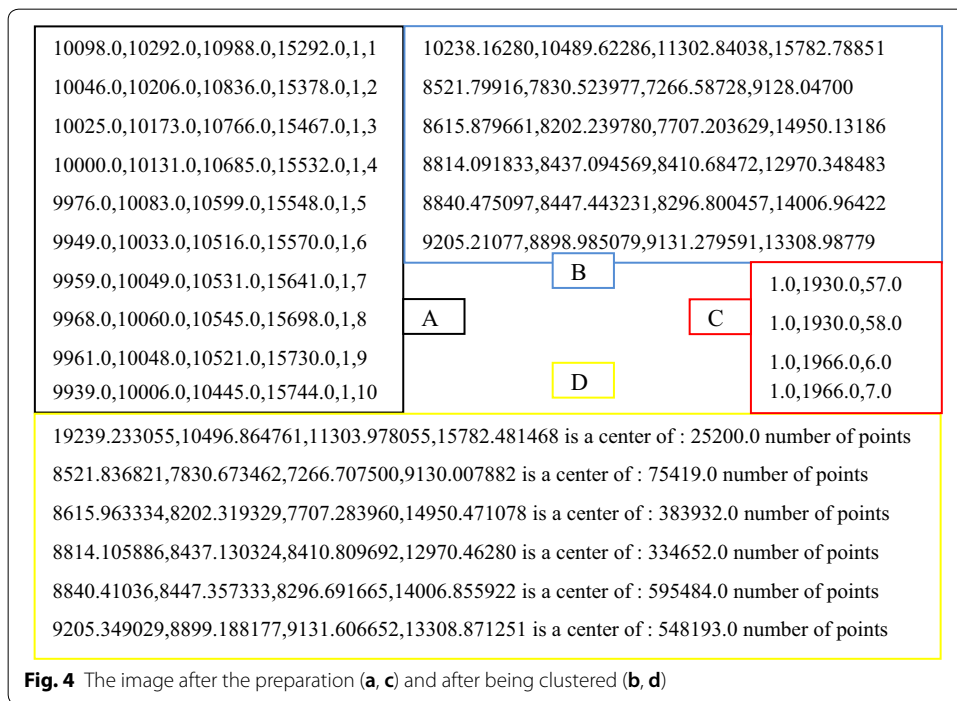 10098.0,10292.0,10988.0,15292.0,1,1
10046.0,10206.0,10836.0,15378.0,1,2
10025.0,10173.0,10766.0,15467.0,1,3
10000.0,10131.0,10685.0,15532.0,1,4
9976.0,10083.0,10599.0,15548.0,1,5
9949.0,10033.0,10516.0,15570.0,1,6
9959.0,10049.0,10531.0,15641.0,1,7
9968.0,10060.0,10545.0,15698.0,1,8
9961.0,10048.0,10521.0,15730.0,1,9
9939.0,10006.0,10445.0,15744.0,1,10
A
10238.16280,10489.62286,11302.84038,15782.78851
8521.79916,7830.523977,7266.58728,9128.04700
8615.879661,8202.239780,7707.203629,14950.13186
8814.091833,8437.094569,8410.68472,12970.348483
8840.475097,8447.443231,8296.800457,14006.96422
9205.21077,8898.985079,9131.279591,13308.98779
B
C
1.0,1930.0,57.0
1.0,1930.0,58.0
1.0,1966.0,6.0
1.0,1966.0,7.0
D
19239.233055,10496.864761,11303.978055,15782.481468 is a center of : 25200.0 number of points
8521.836821,7830.673462,7266.707500,9130.007882 is a center of : 75419.0 number of points
8615.963334,8202.319329,7707.283960,14950.471078 is a center of : 383932.0 number of points
8814.105886,8437.130324,8410.809692,12970.46280 is a center of : 334652.0 number of points
8840.41036,8447.357333,8296.691665,14006.855922 is a center of : 595484.0 number of points
9205.349029,8899.188177,9131.606652,13308.871251 is a center of : 548193.0 number of points
Fig. 4 The image after the preparation (a, c) and after being clustered (b, d)